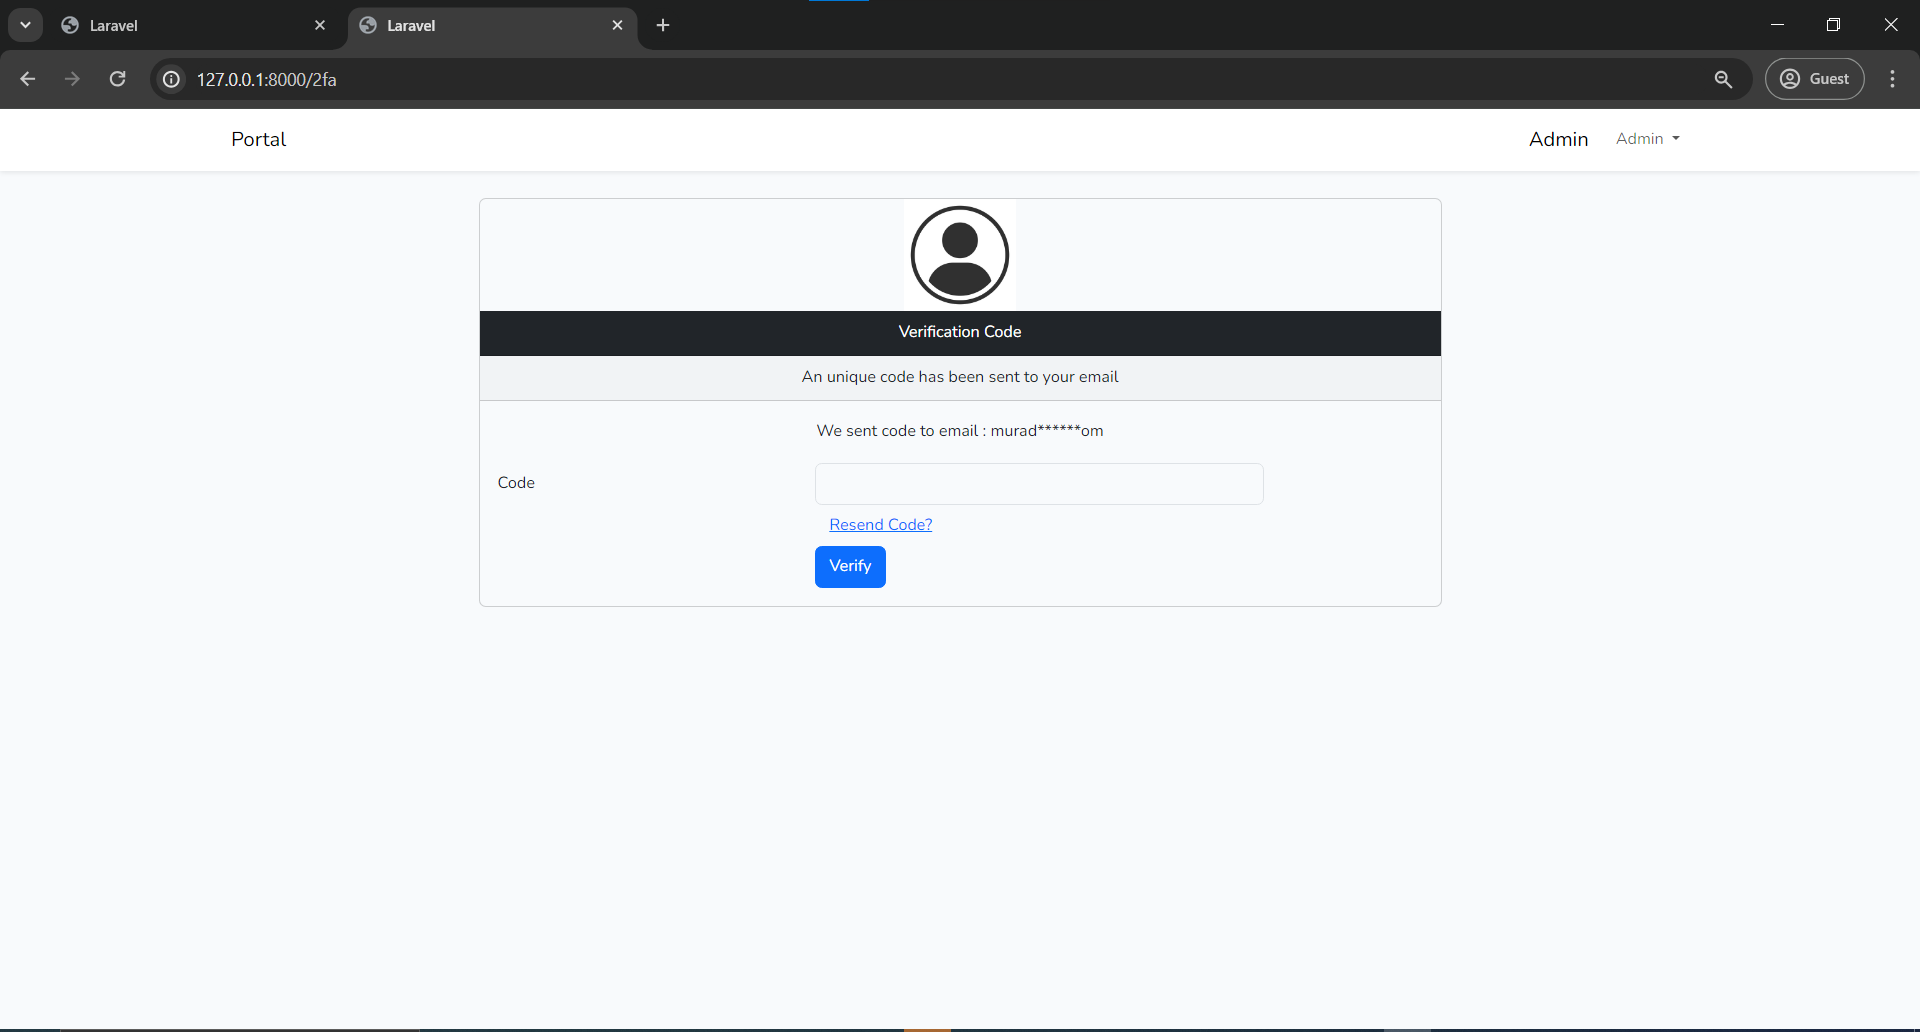 Laravel
Laravel
127.0.0.1:8000/2fa
Guest
Portal
Admin Admin
Verification Code
An unique code has been sent to your email
We sent code to email : murad******om
Code
Resend Code?
Verify